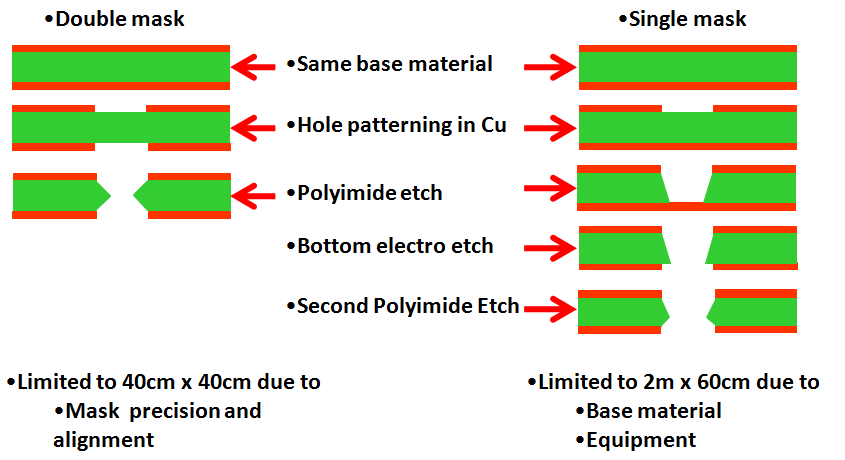 •Double mask
•Single mask
•Same base material
•Hole patterning in Cu
•Polyimide etch
•Bottom electro etch
•Second Polyimide Etch
•Limited to 40cm x 40cm due to
•Mask precision and
alignment
•Limited to 2m x 60cm due to
•Base material
•Equipment